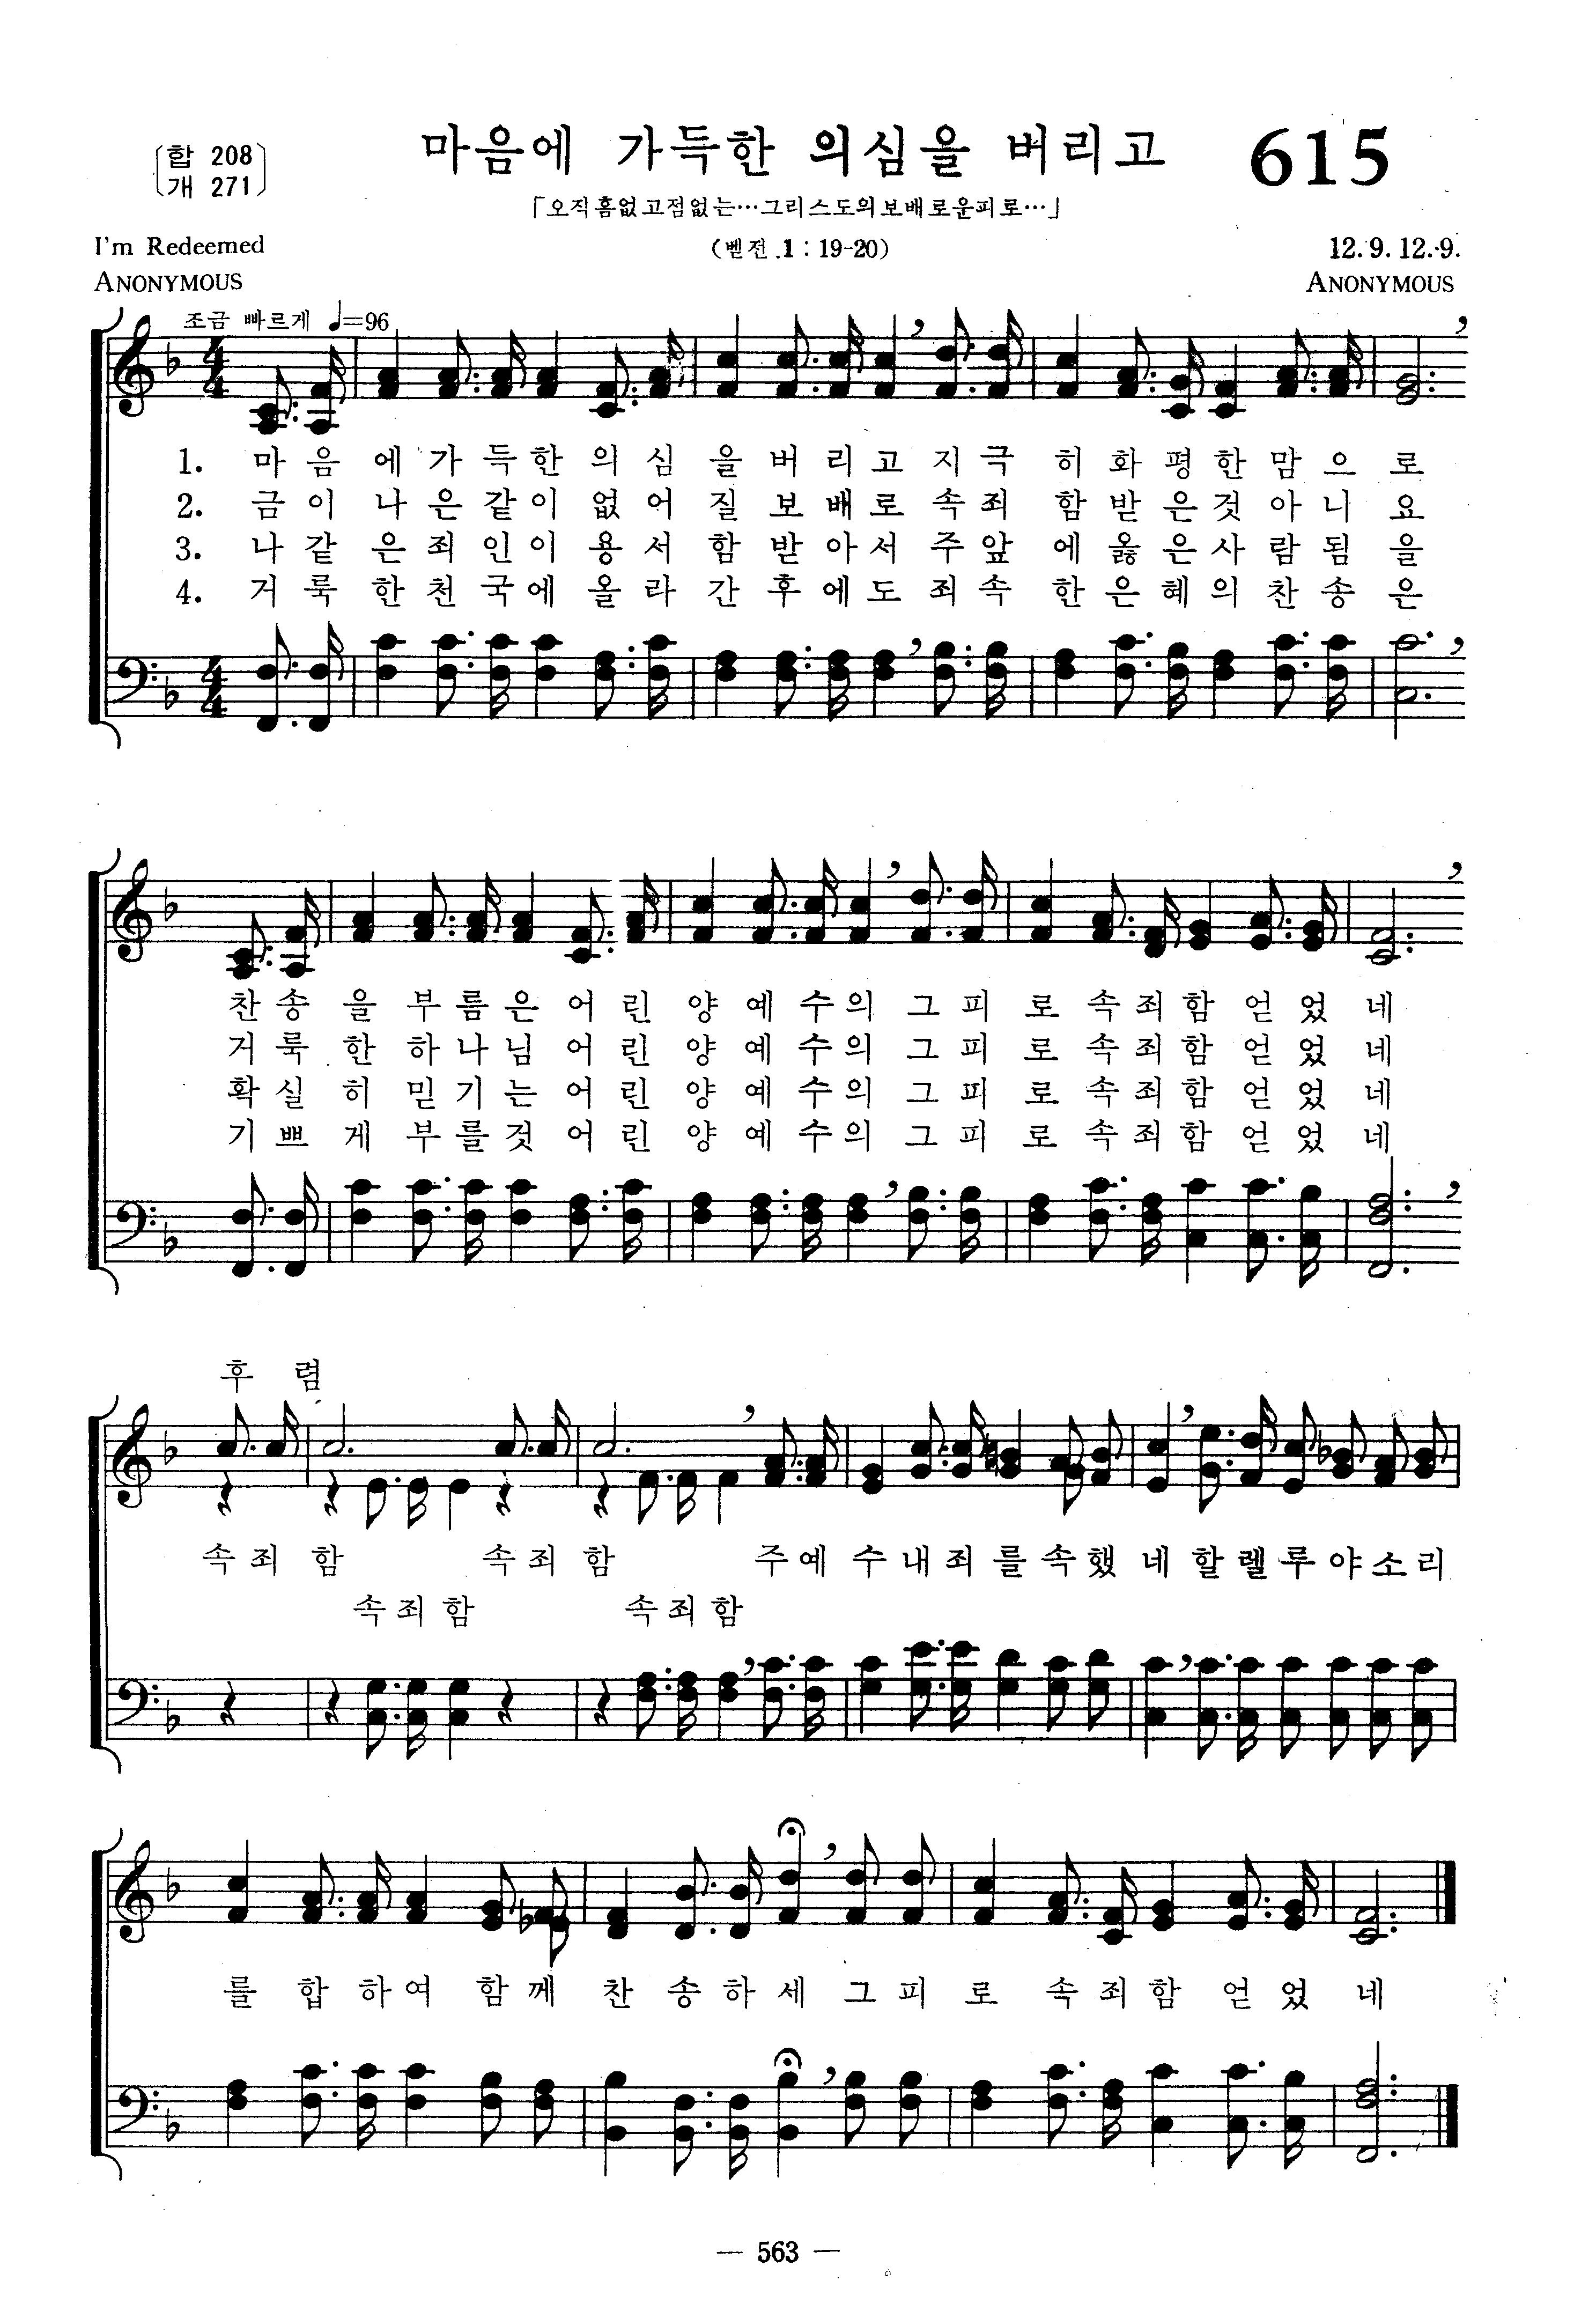 합 208
개 271
마음에 가득한 의심을 버리고 615
「오직흠없고점없는…그리스도의보배로운피로…」
I'm Redeemed (벧전.1:19-20) 12.9.12.9.
ANONYMOUS ANONYMOUS
조금 빠르게 ♩=96
4/4
1. 마음에가득한의심을버리고지극히화평한맘으로
2. 금이나은같이없어질보배로속죄함받은것아니요
3. 나같은죄인이용서함받아서주앞에옳은사람됨을
4. 거룩한천국에올라간후에도죄속한은혜의찬송은
4/4
찬송을부름은어린양예수의그피로속죄함얻었네
거룩한하나님어린양예수의그피로속죄함얻었네
확실히믿기는어린양예수의그피로속죄함얻었네
기쁘게부를것어린양예수의그피로속죄함얻었네
후 렴
속죄함 속죄함 주예수내죄를속했네할렐루야소리
속죄함 속죄함
를합하여함께찬송하세그피로속죄함얻었네
— 563 —